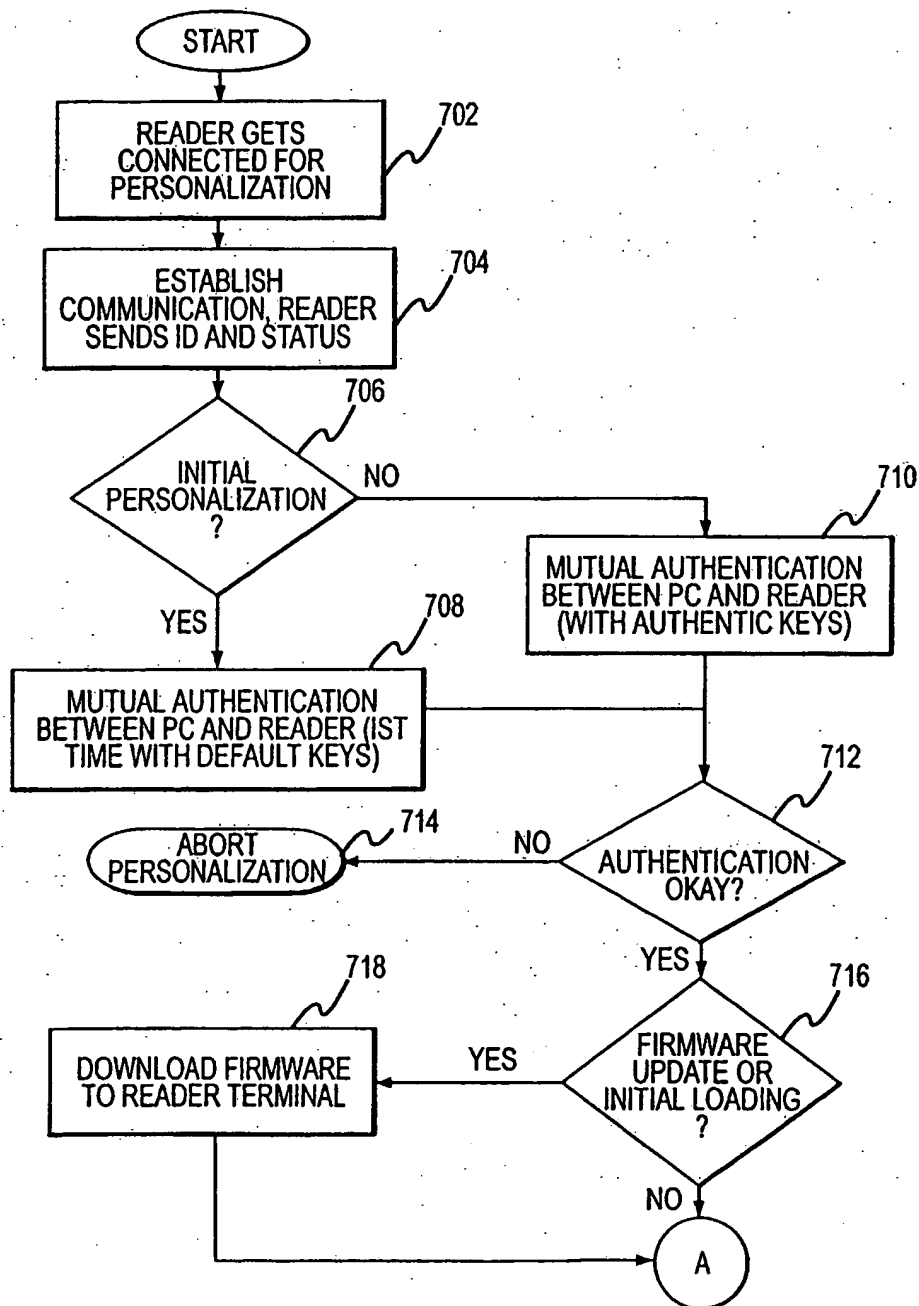 START
702
READER GETS
CONNECTED FOR
PERSONALIZATION
704
ESTABLISH
COMMUNICATION, READER
SENDS ID AND STATUS
706
INITIAL
PERSONALIZATION
?
NO
710
MUTUAL AUTHENTICATION
BETWEEN PC AND READER
(WITH AUTHENTIC KEYS)
YES
708
MUTUAL AUTHENTICATION
BETWEEN PC AND READER (IST
TIME WITH DEFAULT KEYS)
712
AUTHENTICATION
OKAY?
NO
714
ABORT
PERSONALIZATION
YES
716
FIRMWARE
UPDATE OR
INITIAL LOADING
?
YES
718
DOWNLOAD FIRMWARE
TO READER TERMINAL
NO
A